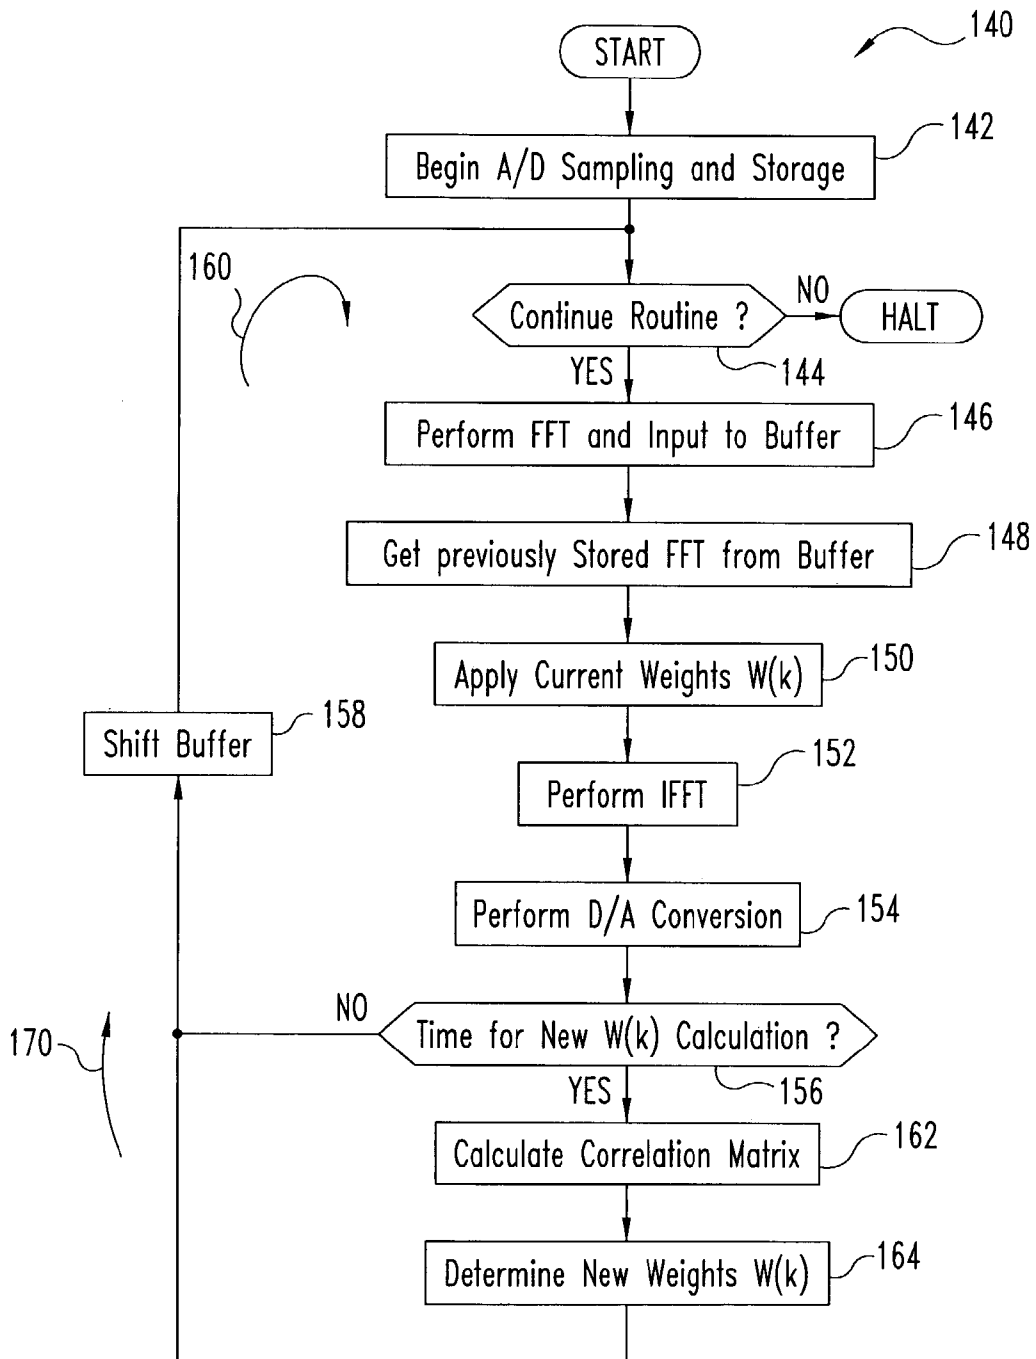 140
START
142
Begin A/D Sampling and Storage
160
Continue Routine ?
NO
HALT
144
YES
146
Perform FFT and Input to Buffer
148
Get previously Stored FFT from Buffer
150
Apply Current Weights W(k)
158
Shift Buffer
152
Perform IFFT
154
Perform D/A Conversion
NO
Time for New W(k) Calculation ?
170
156
YES
162
Calculate Correlation Matrix
164
Determine New Weights W(k)